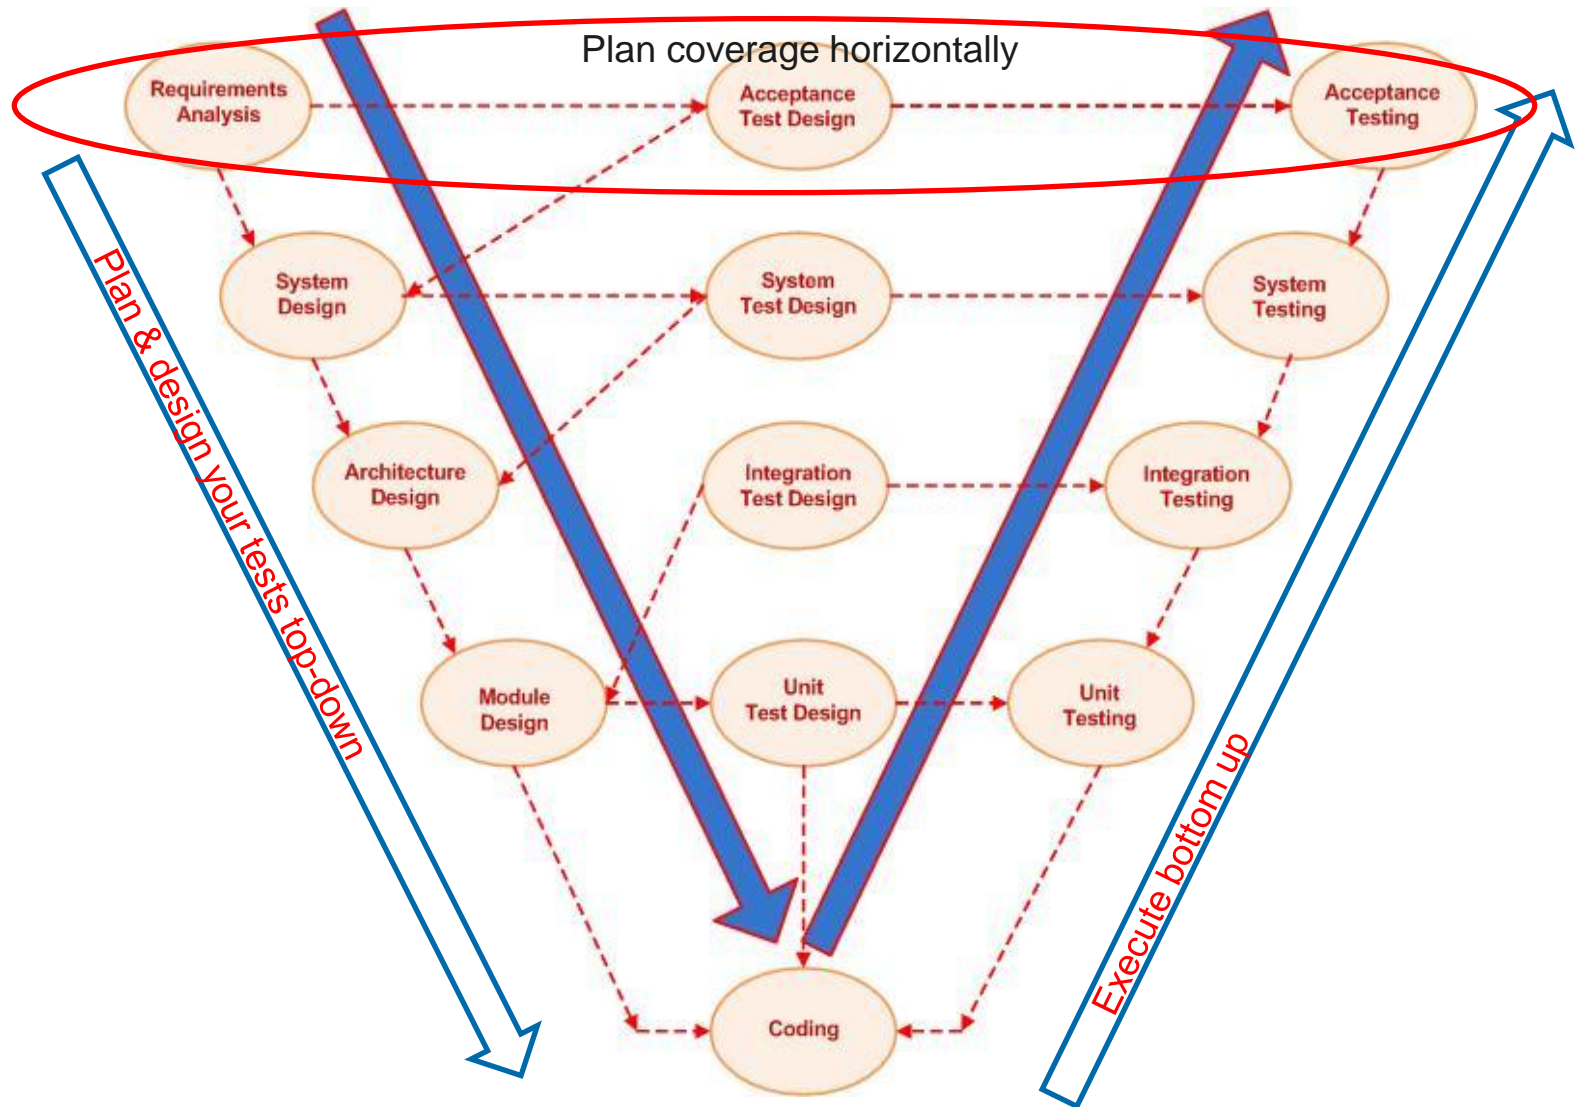 Plan coverage horizontally
Requirements
Analysis
Acceptance
Test Design
Acceptance
Testing
Plan & design your tests top-down
System
Design
System
Test Design
System
Testing
Architecture
Design
Integration
Test Design
Integration
Testing
Module
Design
Unit
Test Design
Unit
Testing
Execute bottom up
Coding